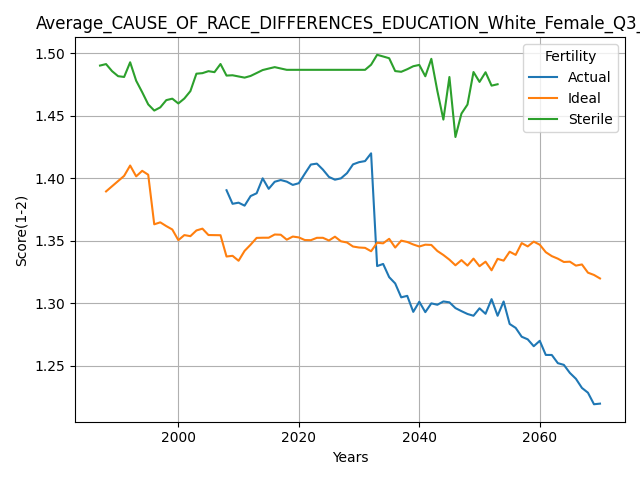 Average_CAUSE_OF_RACE_DIFFERENCES_EDUCATION_White_Female_Q3_
Fertility
Actual
Ideal
Sterile
Score(1-2)
1.50
1.45
1.40
1.35
1.30
1.25
2000 2020 2040 2060
Years